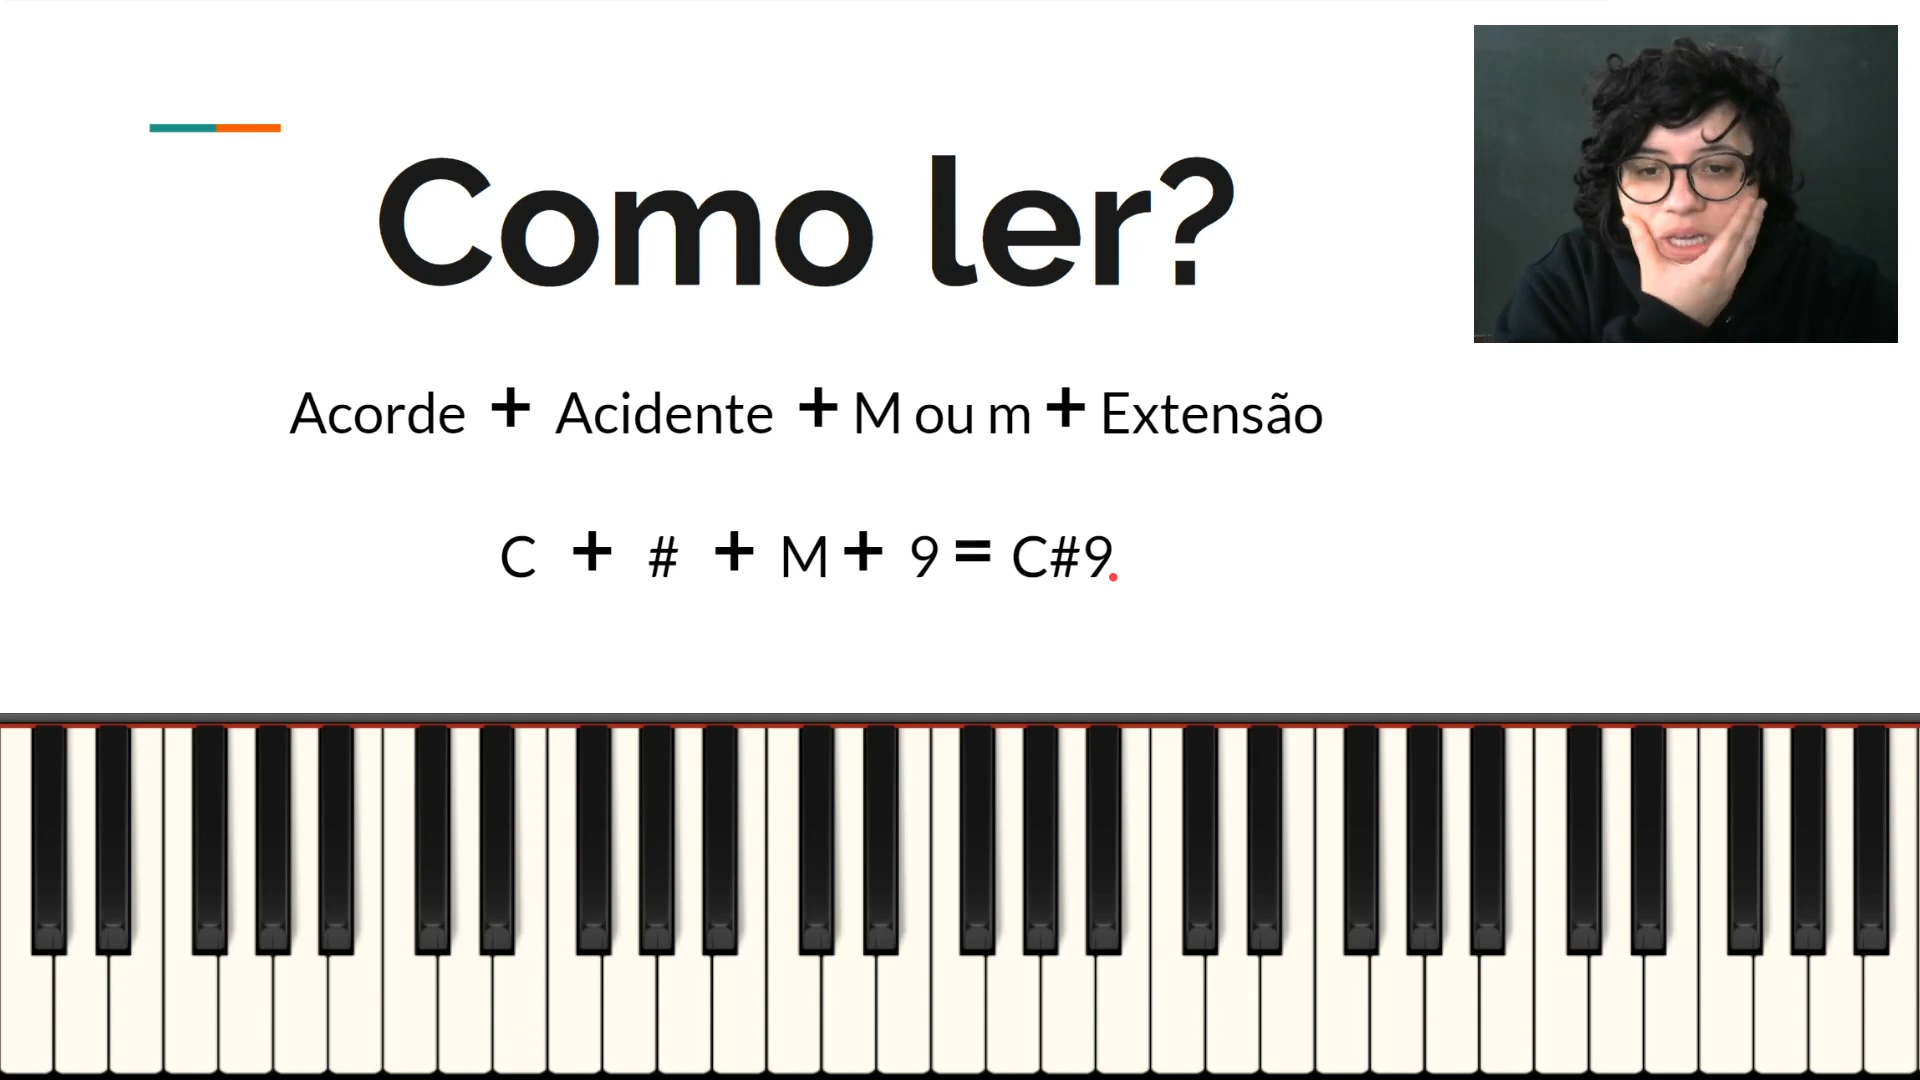 Como ler?
Acorde + Acidente + M ou m + Extensão
C + # + M + 9 = C#9